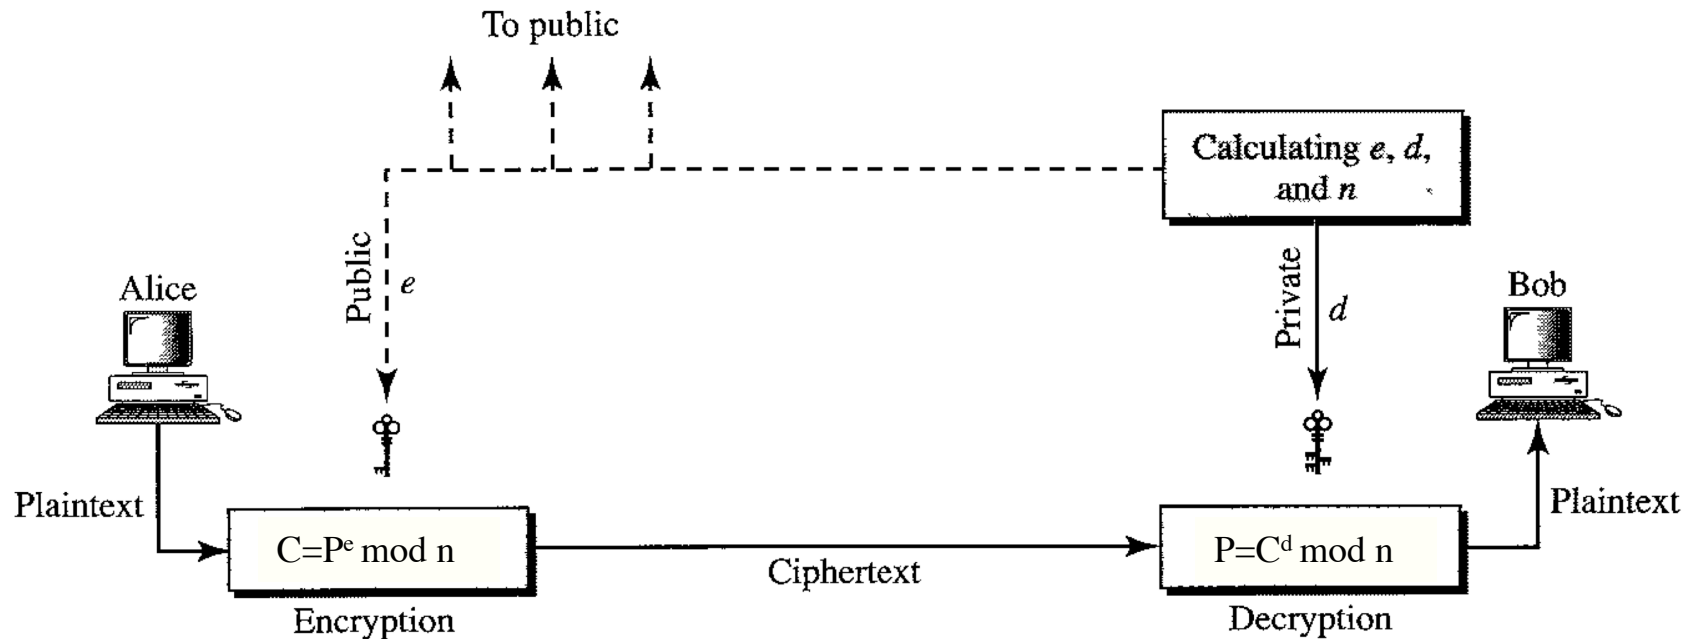 To public
Calculating e, d,
and n
Public
e
Private
d
Alice
Bob
Plaintext
Plaintext
C=Pᵉ mod n
P=Cᵈ mod n
Ciphertext
Encryption
Decryption